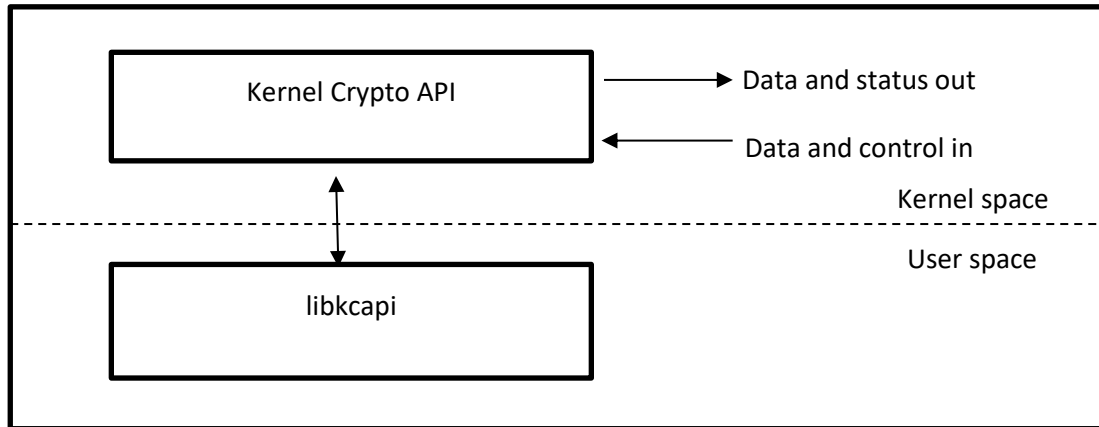 Kernel Crypto API
Data and status out
Data and control in
Kernel space
User space
libkcapi